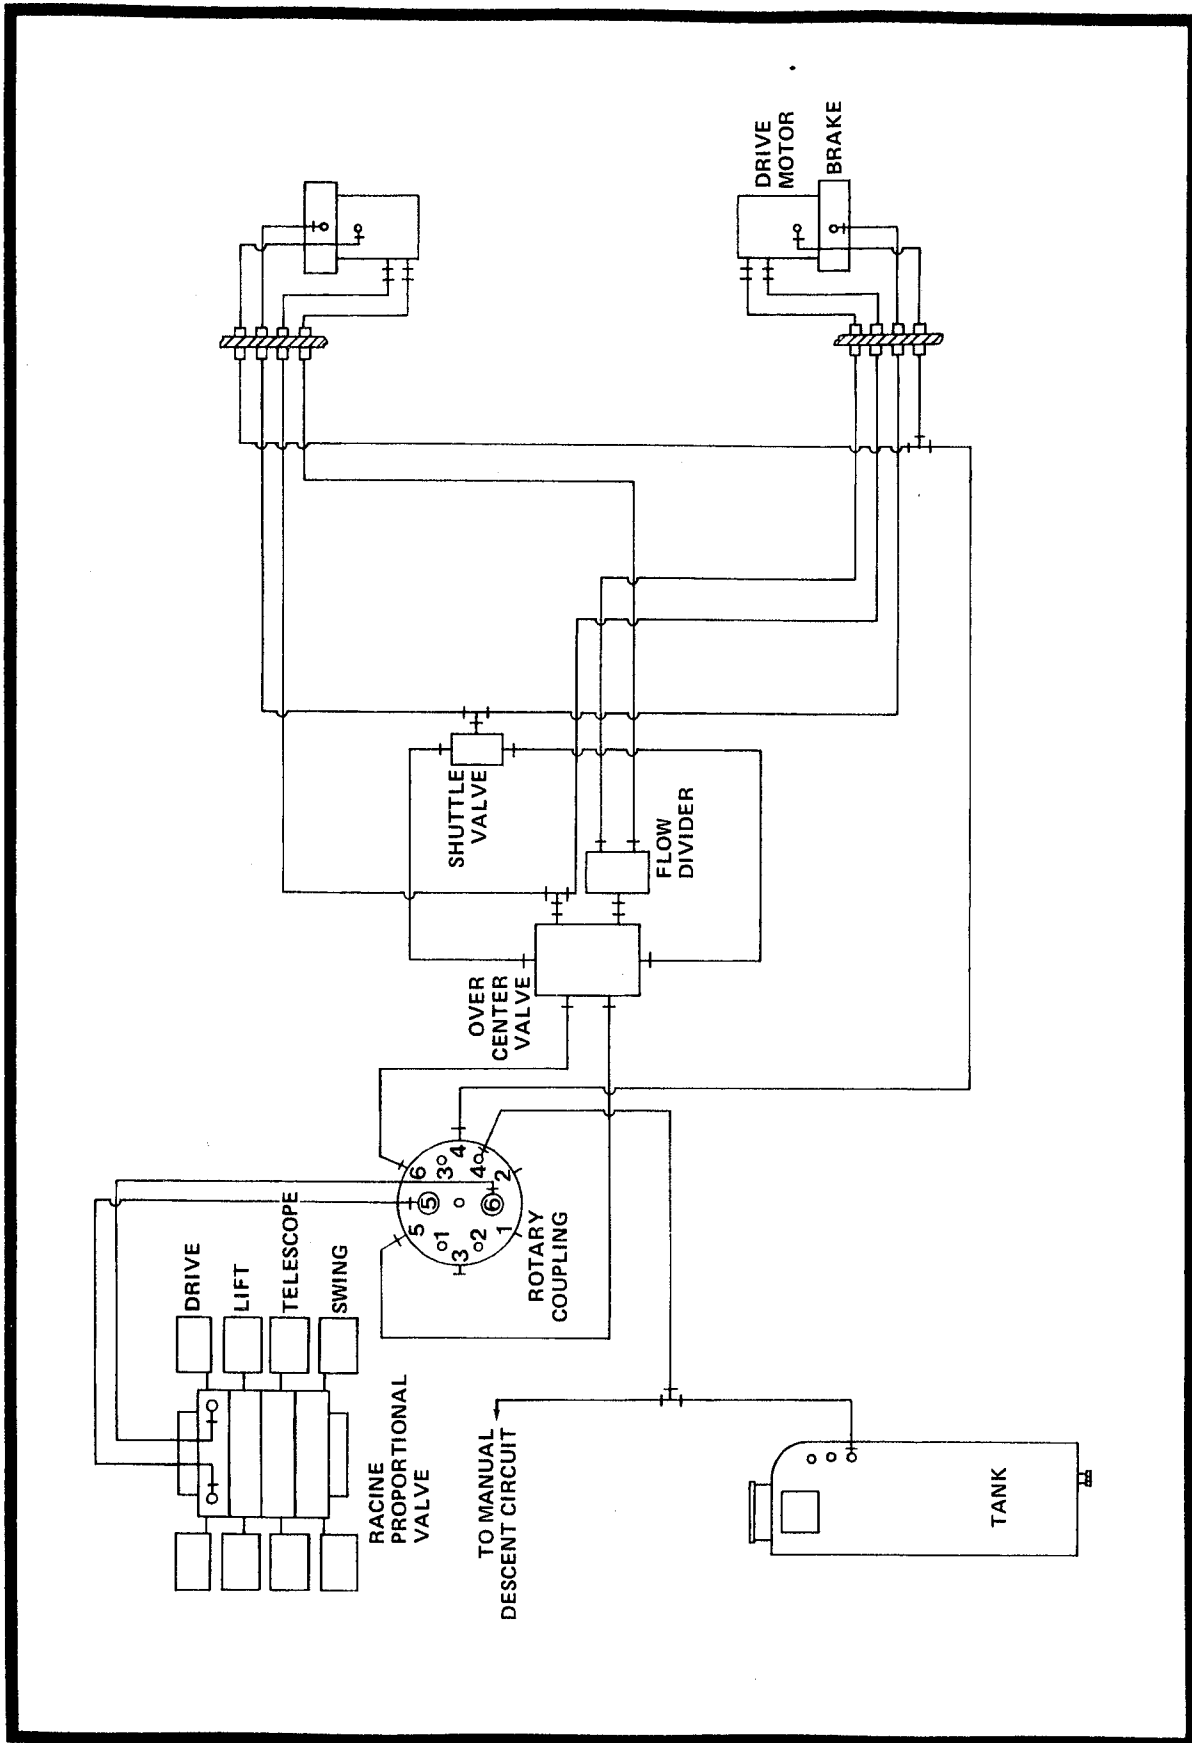 DRIVE
LIFT
TELESCOPE
SWING
RACINE
PROPORTIONAL
VALVE
5
6
5
1
3
3
4
6
4
2
2
1
ROTARY
COUPLING
OVER
CENTER
VALVE
SHUTTLE
VALVE
FLOW
DIVIDER
DRIVE
MOTOR
BRAKE
TO MANUAL
DESCENT CIRCUIT
TANK